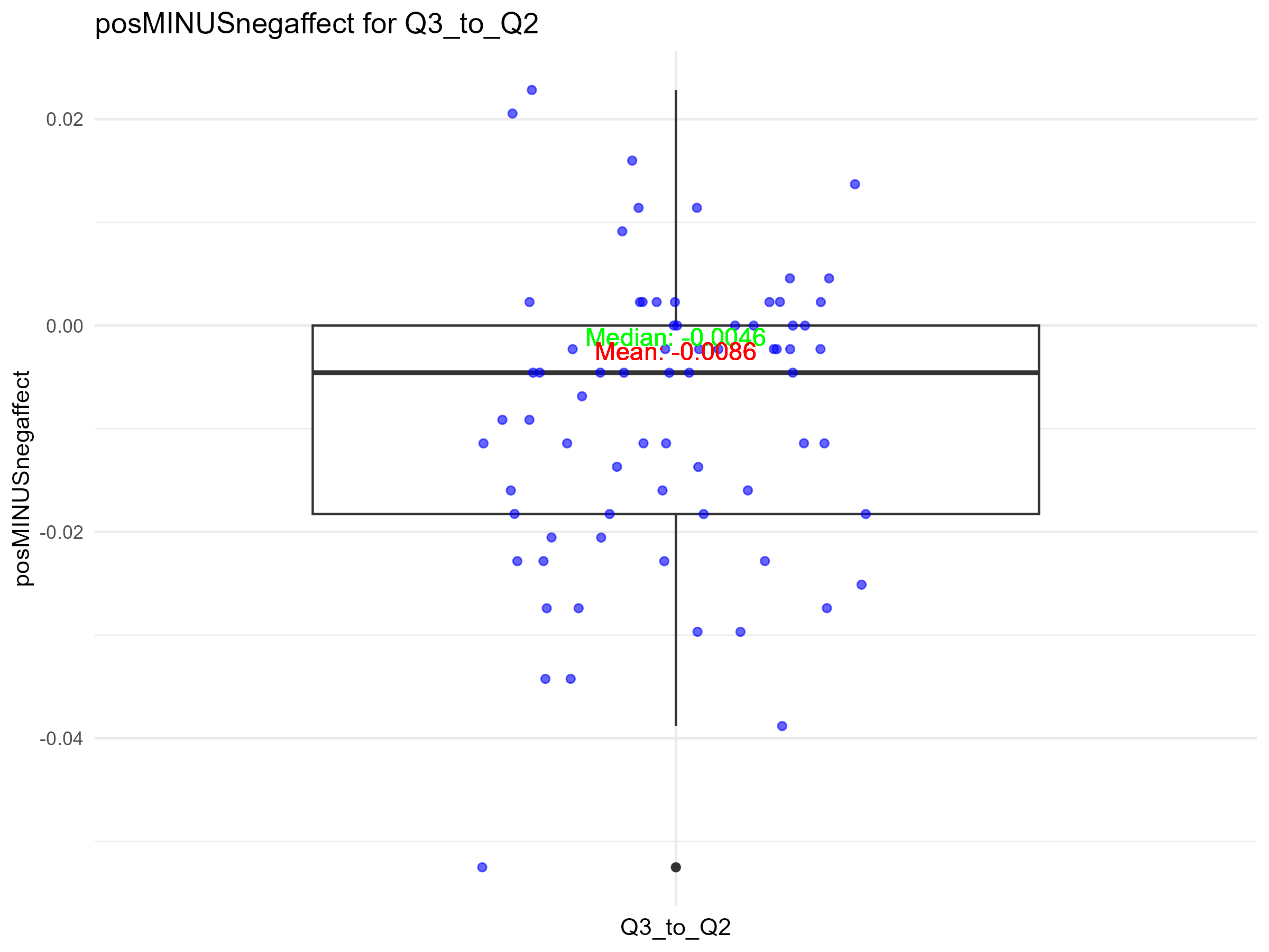 posMINUSnegaffect for Q3_to_Q2
posMINUSnegaffect
0.02
0.00
-0.02
-0.04
Median: -0.0046
Mean: -0.0086
Q3_to_Q2